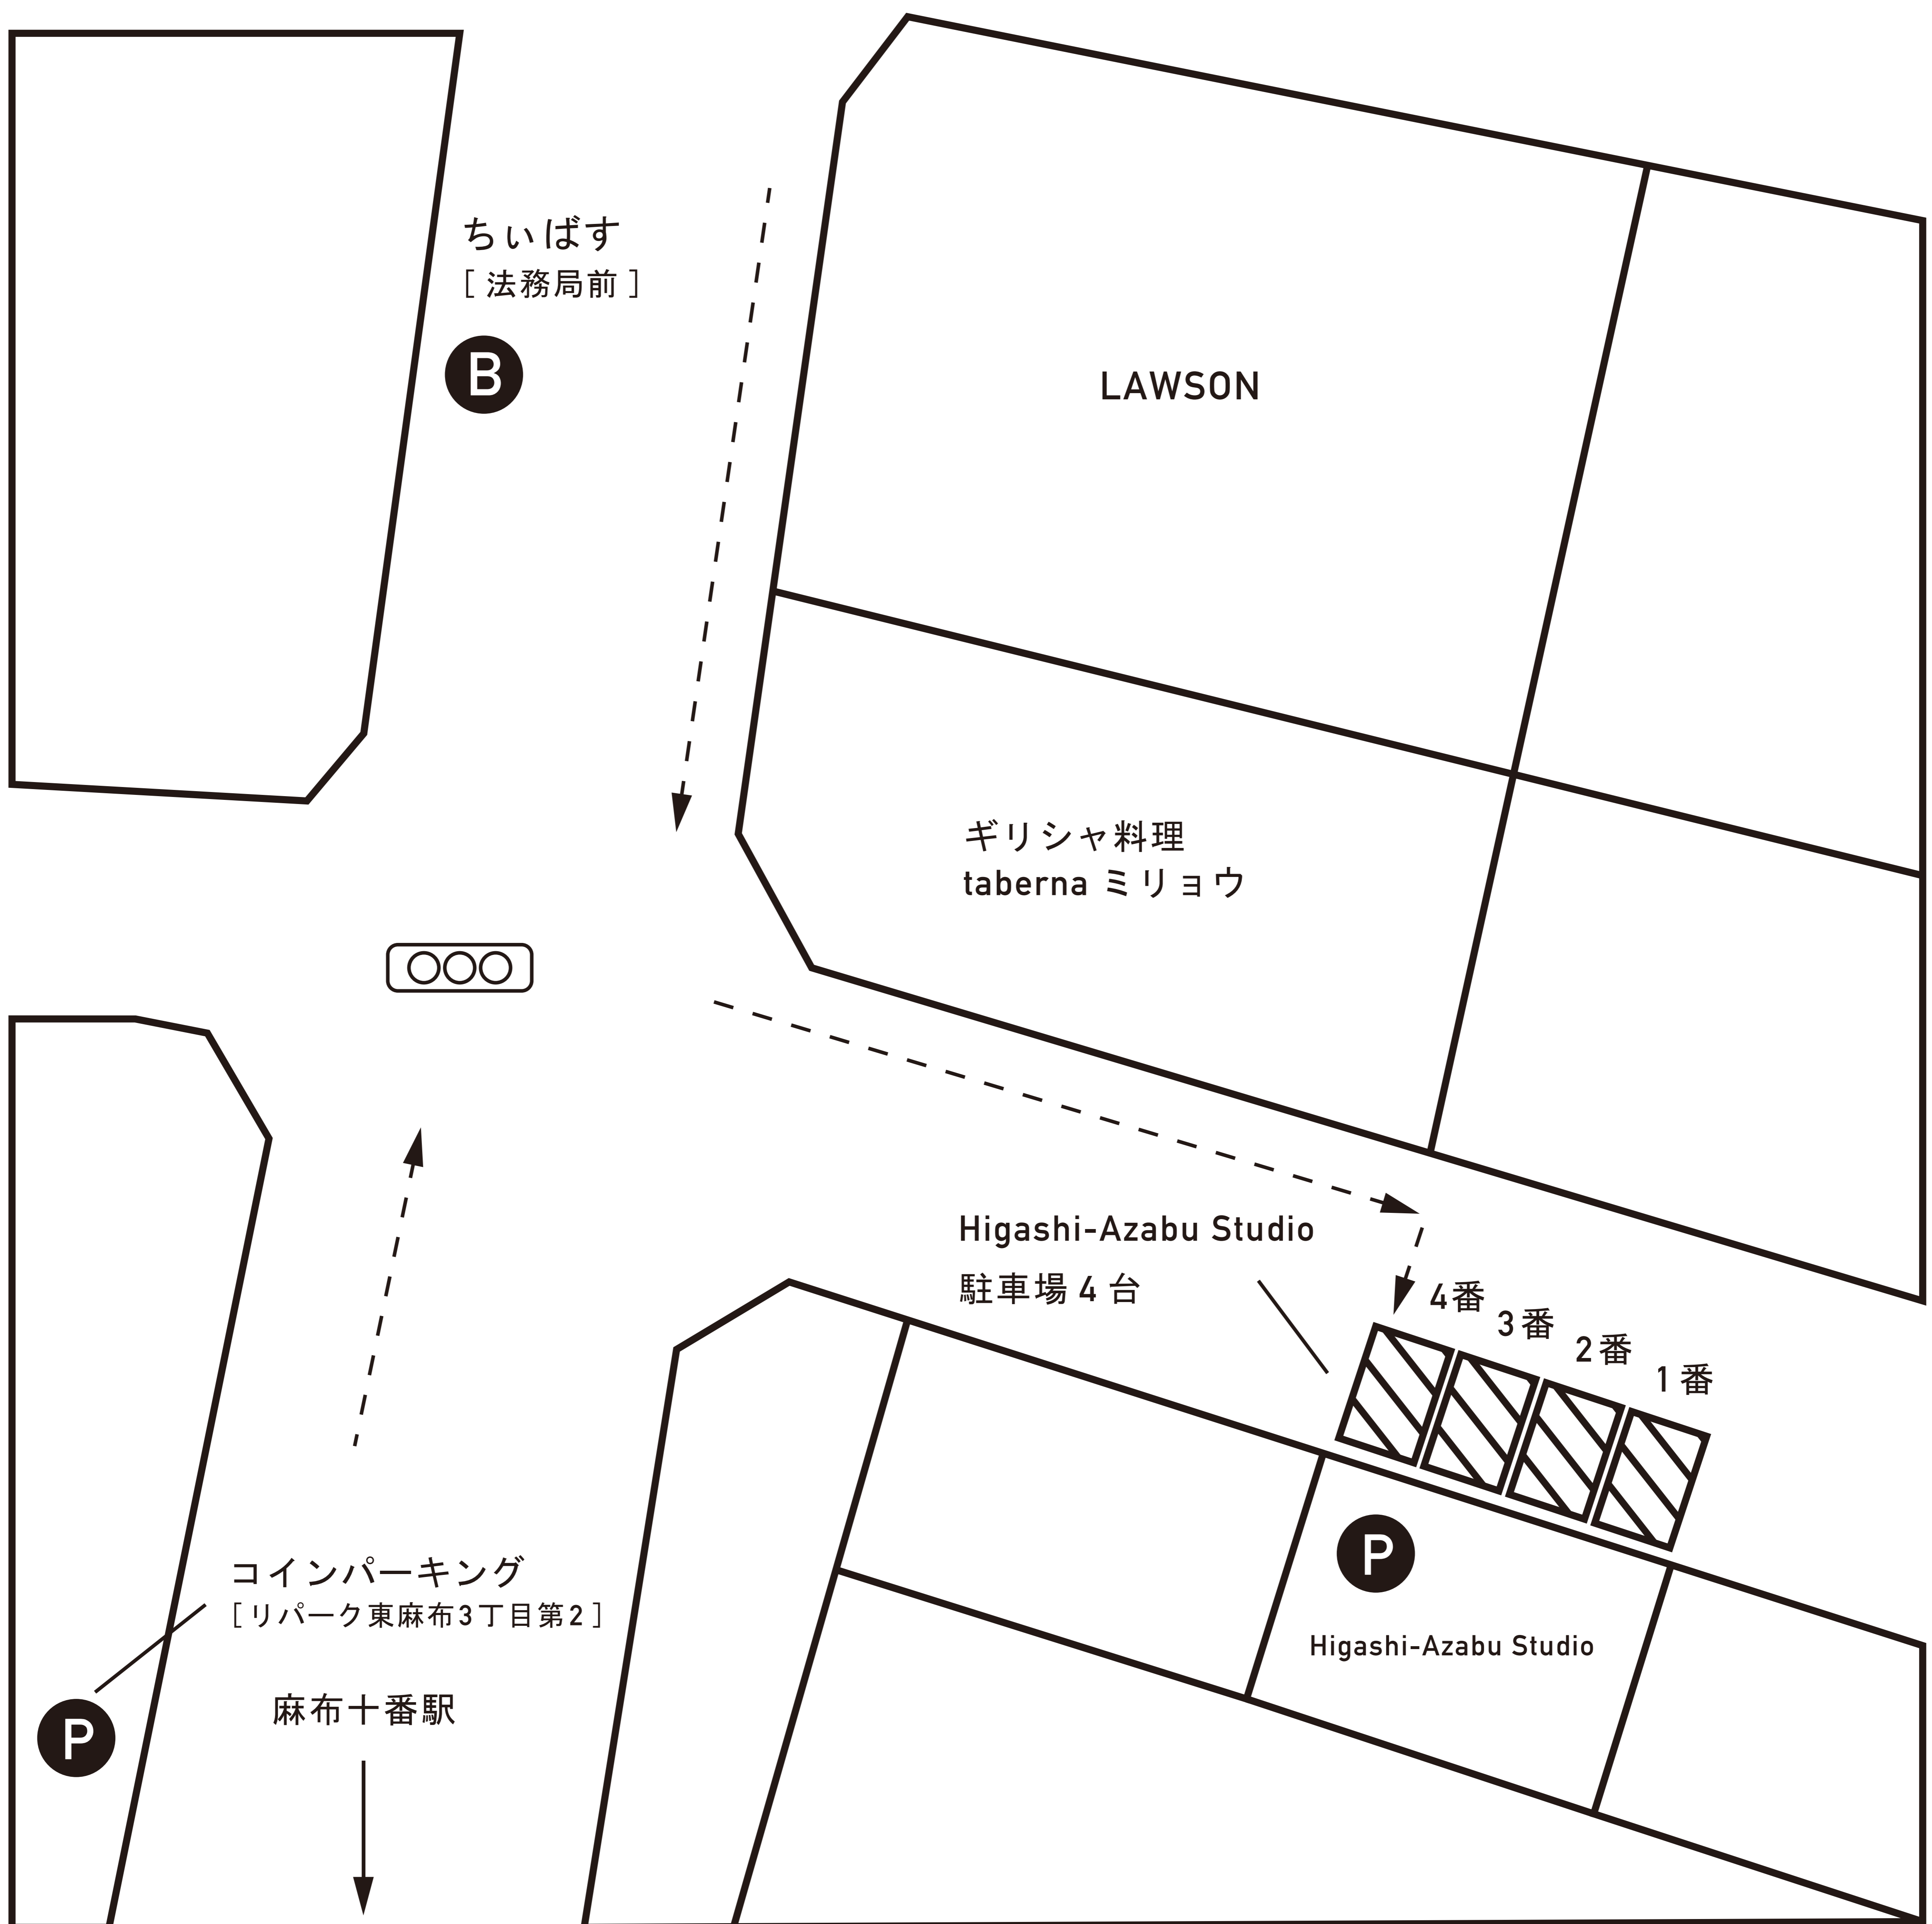 ちぃばす
[ 法務局前 ]
B
LAWSON
ギリシャ料理
taberna ミリョウ
Higashi-Azabu Studio
駐車場 4 台
4番
3番
2番
1番
P
Higashi-Azabu Studio
コインパーキング
[ リパーク東麻布3丁目第2 ]
P
麻布十番駅